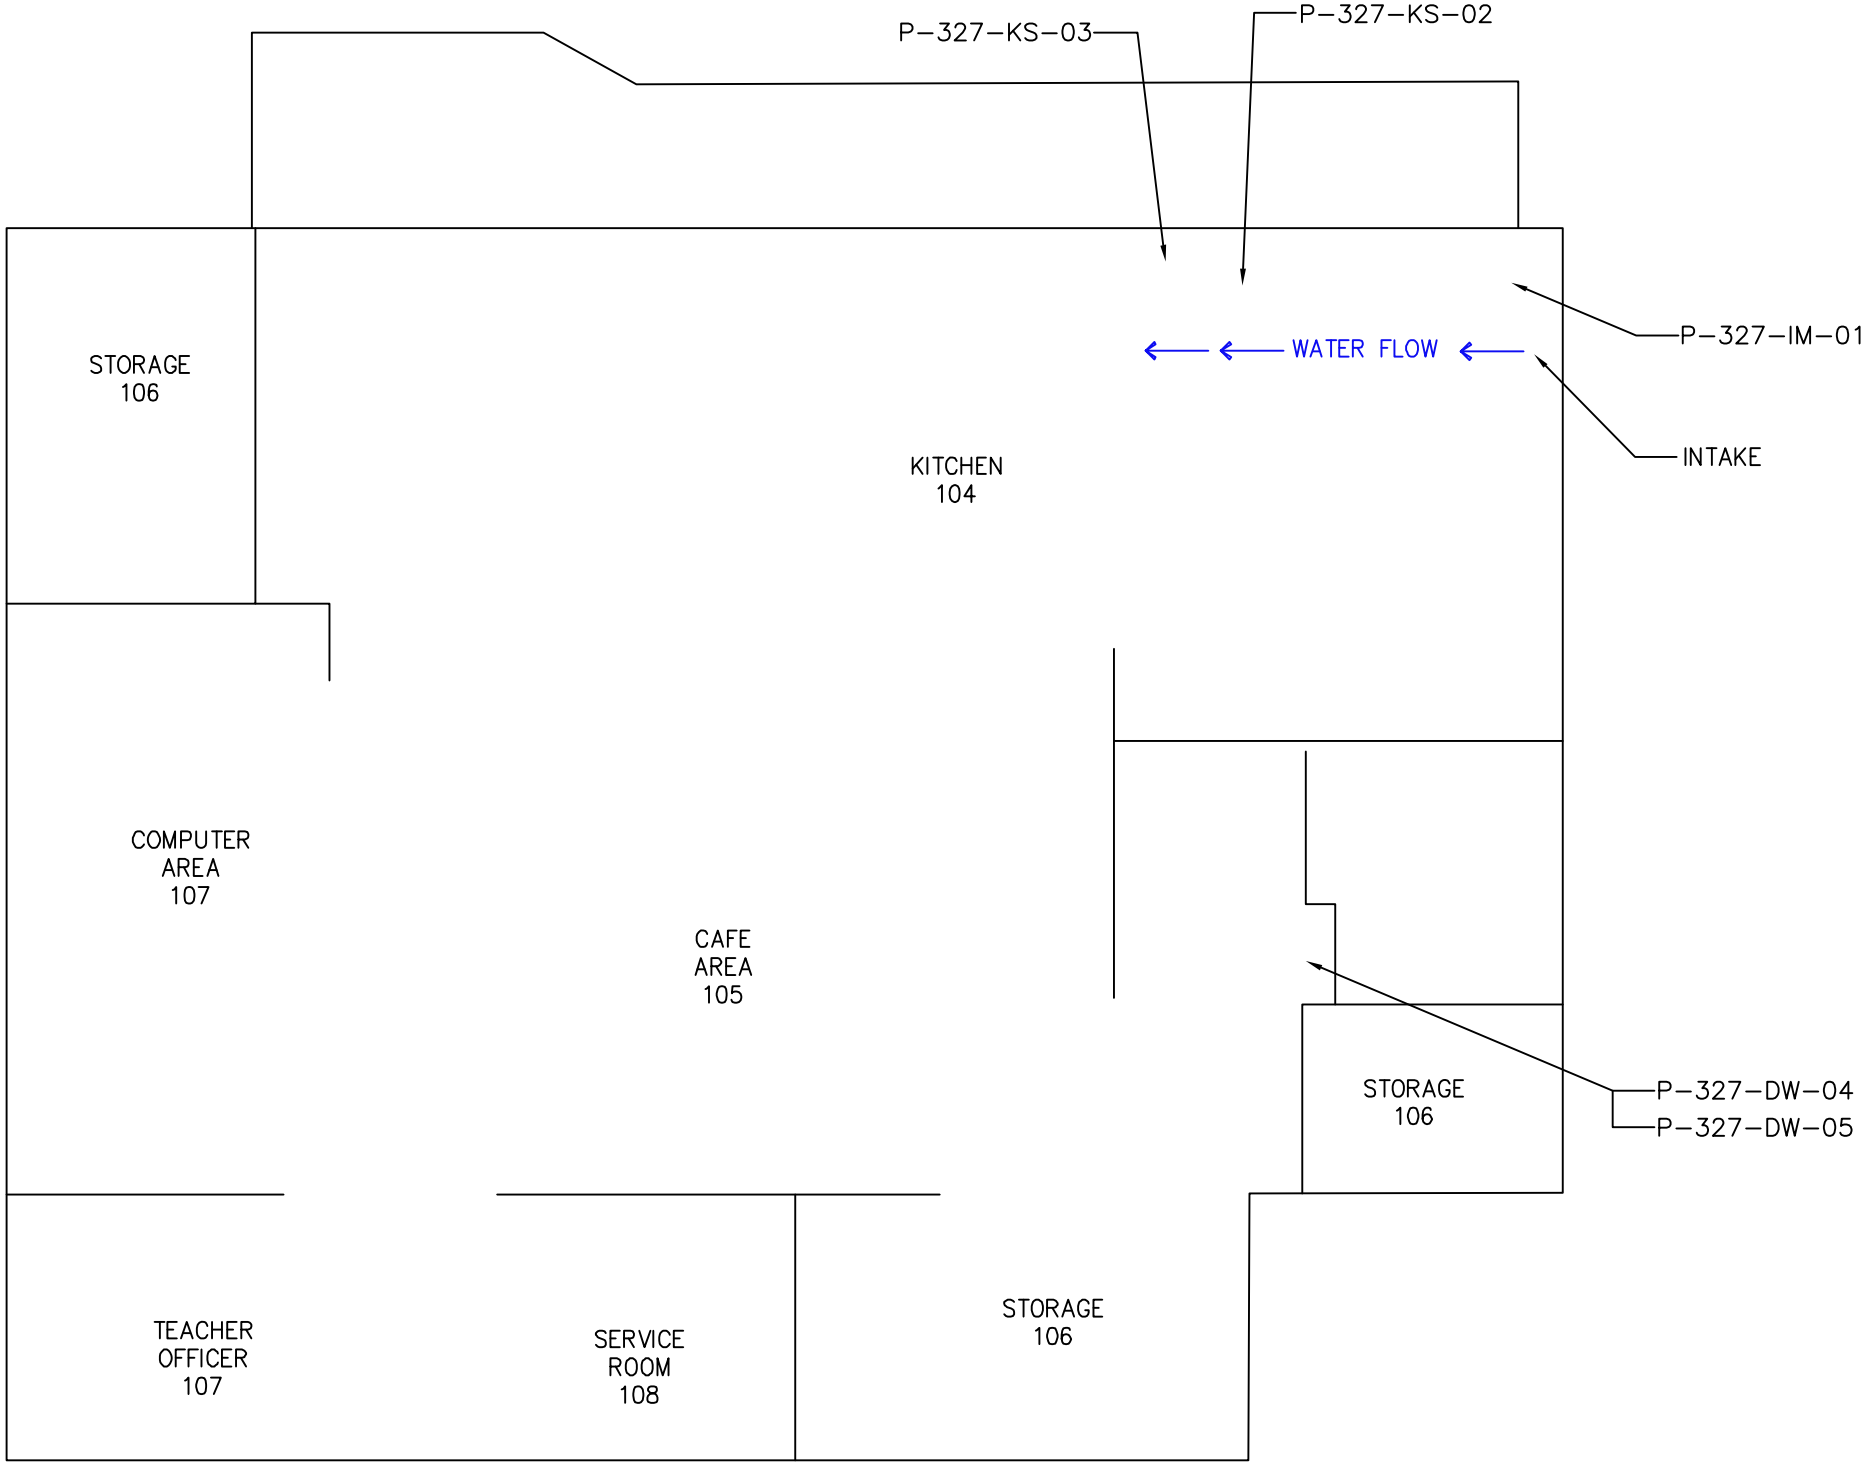 P-327-KS-02
P-327-KS-03
P-327-IM-01
WATER FLOW
STORAGE
106
INTAKE
KITCHEN
104
COMPUTER
AREA
107
CAFE
AREA
105
STORAGE
106
P-327-DW-04
P-327-DW-05
STORAGE
106
TEACHER
OFFICER
107
SERVICE
ROOM
108